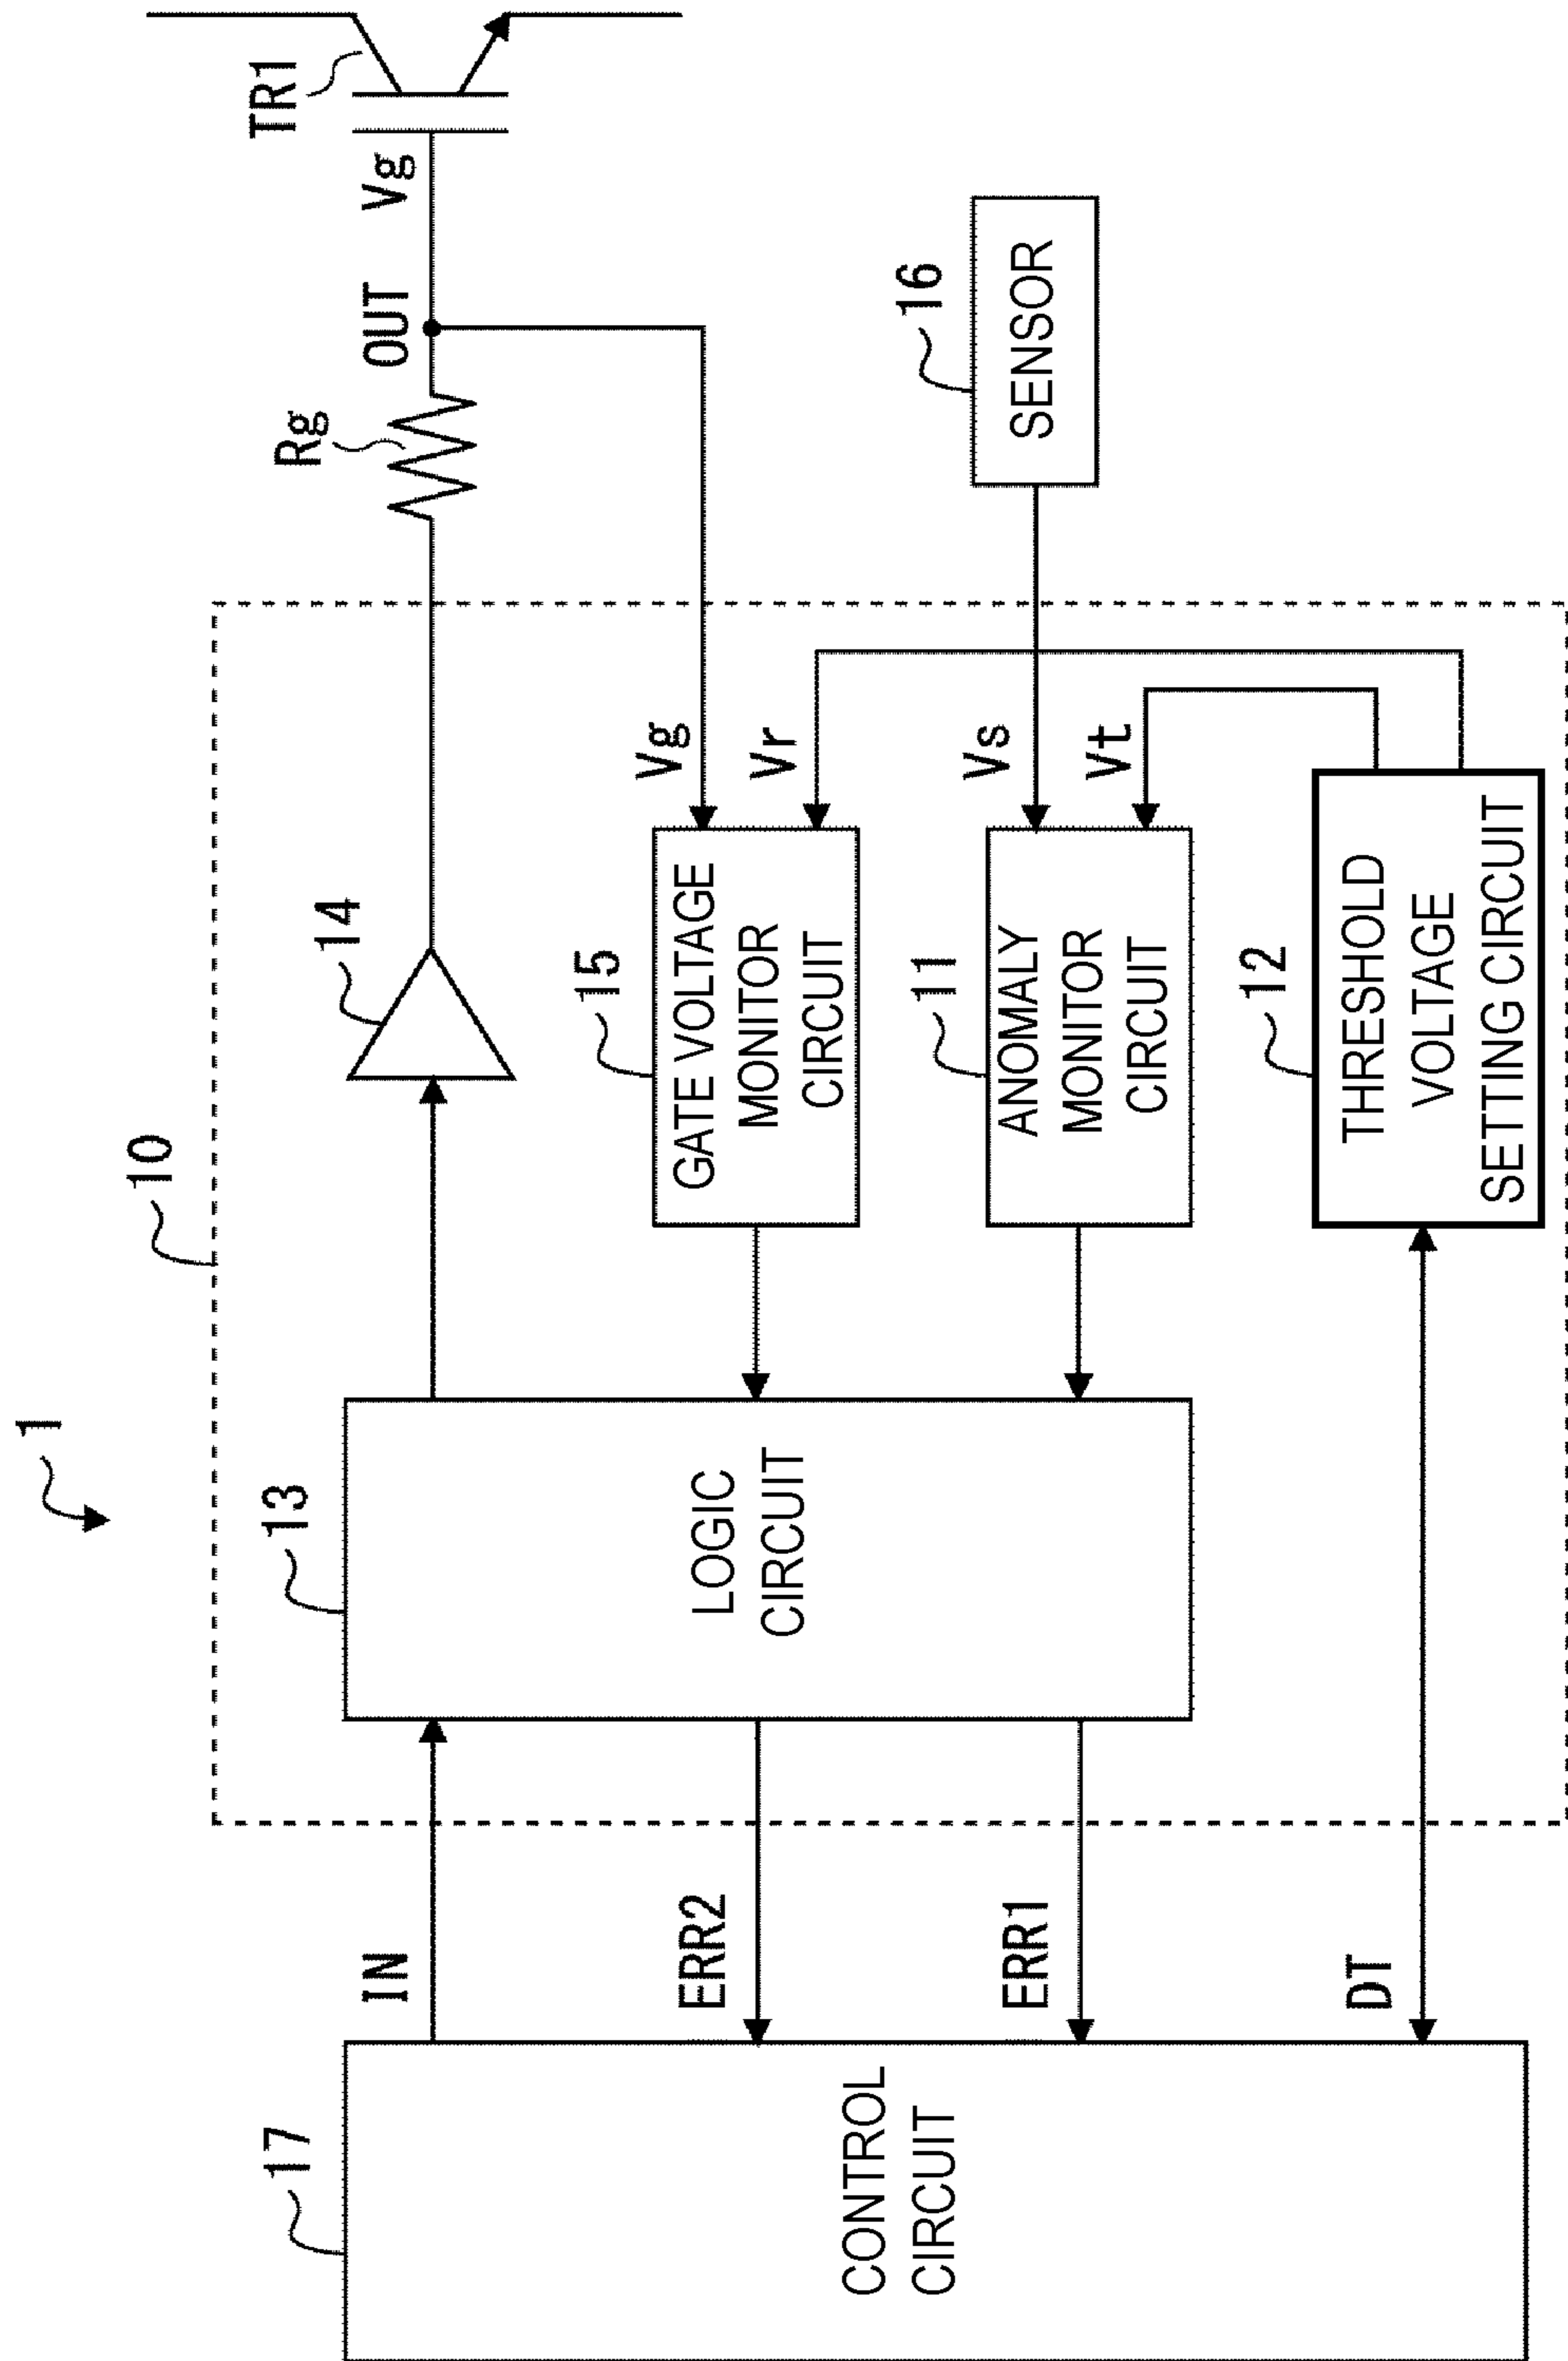 1
10
17
CONTROL
CIRCUIT
IN
ERR2
ERR1
DT
13
LOGIC
CIRCUIT
14
15
GATE VOLTAGE
MONITOR
CIRCUIT
11
ANOMALY
MONITOR
CIRCUIT
12
THRESHOLD
VOLTAGE
SETTING CIRCUIT
Vg
Vr
Vs
Vt
Rg
OUT
Vg
TR1
16
SENSOR